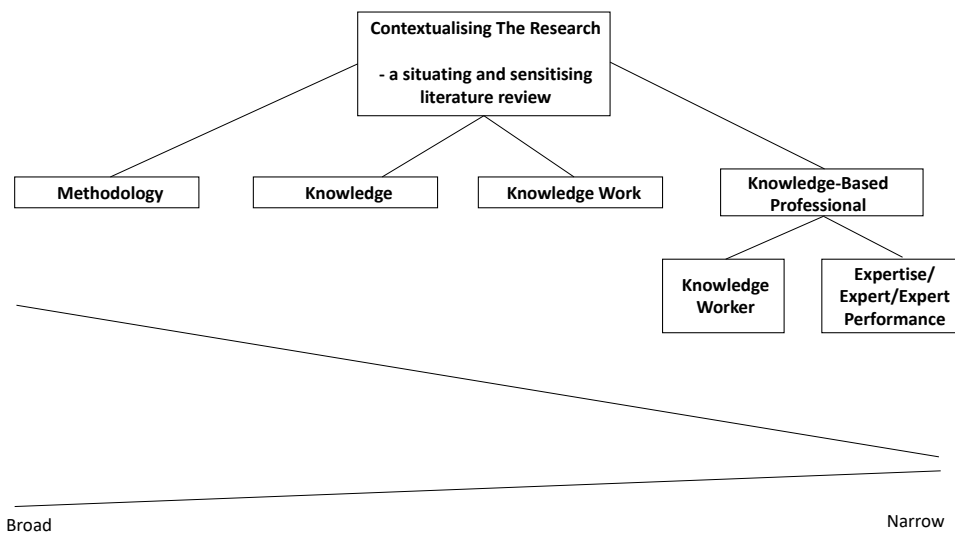 Contextualising The Research
- a situating and sensitising
literature review
Methodology
Knowledge
Knowledge Work
Knowledge-Based
Professional
Knowledge
Worker
Expertise/
Expert/Expert
Performance
Broad
Narrow